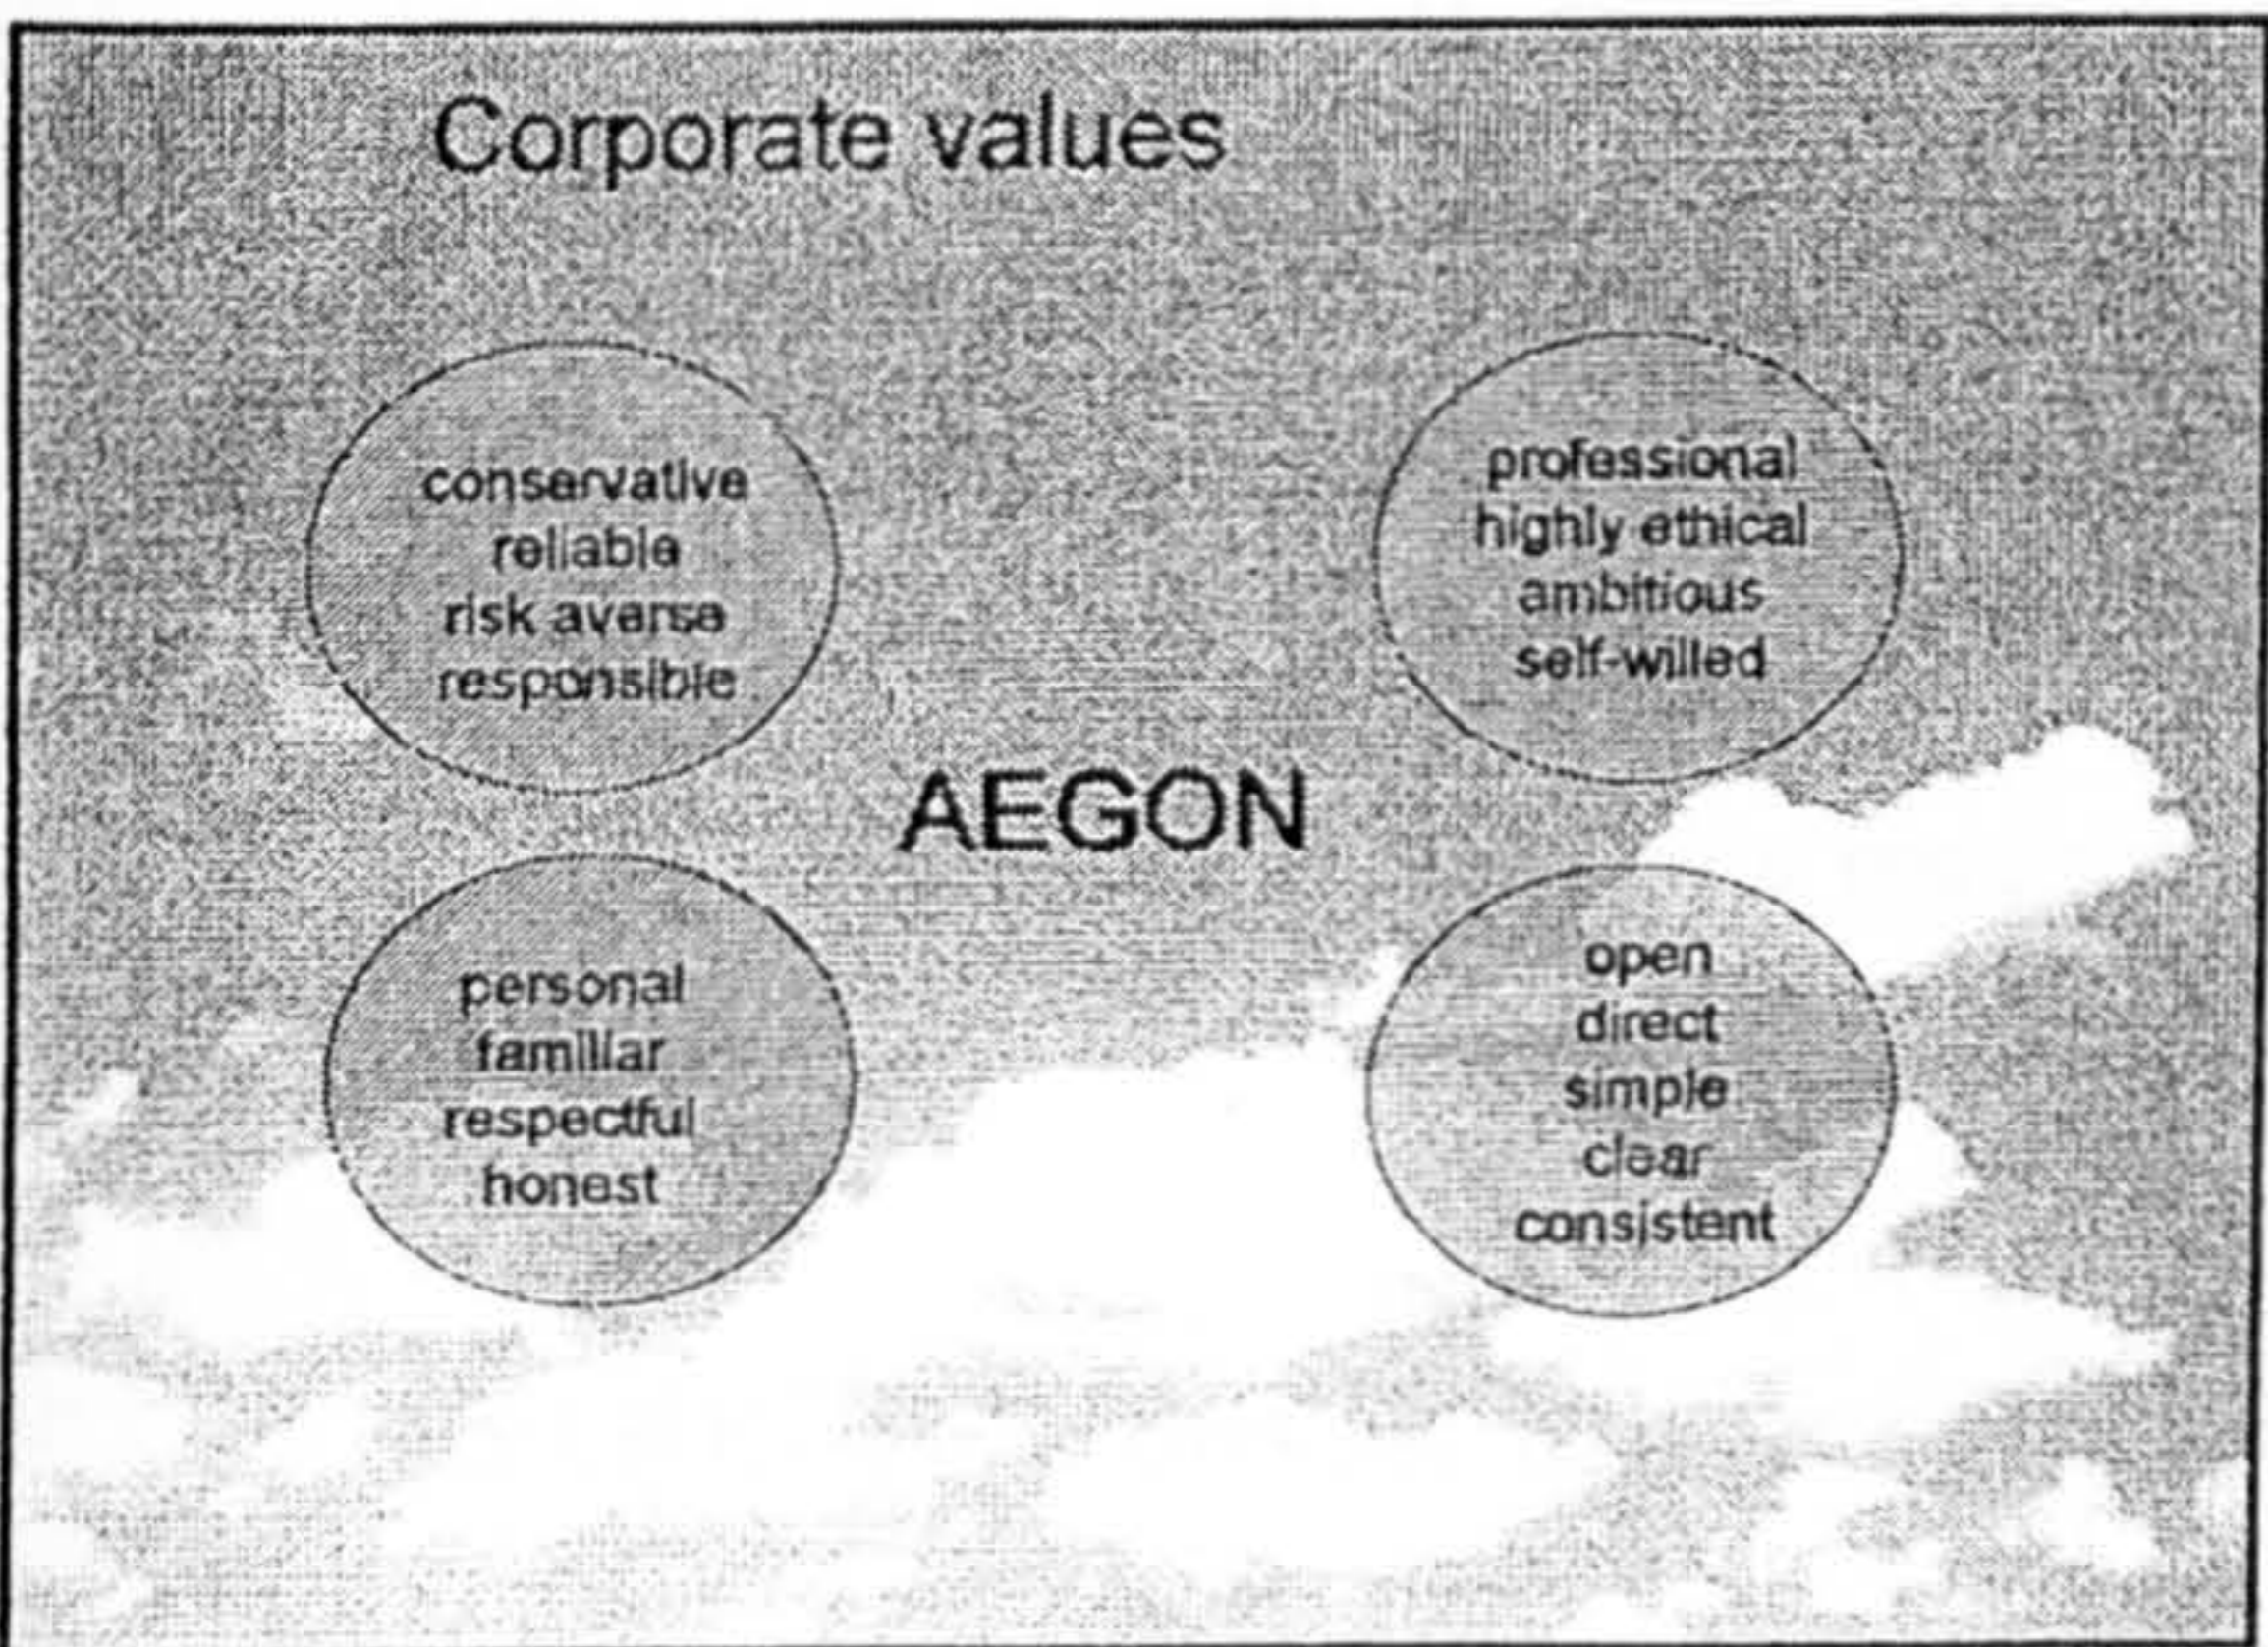 Corporate values
conservative
reliable
risk averse
responsible
professional
highly ethical
ambitious
self-willed
AEGON
personal
familiar
respectful
honest
open
direct
simple
clear
consistent